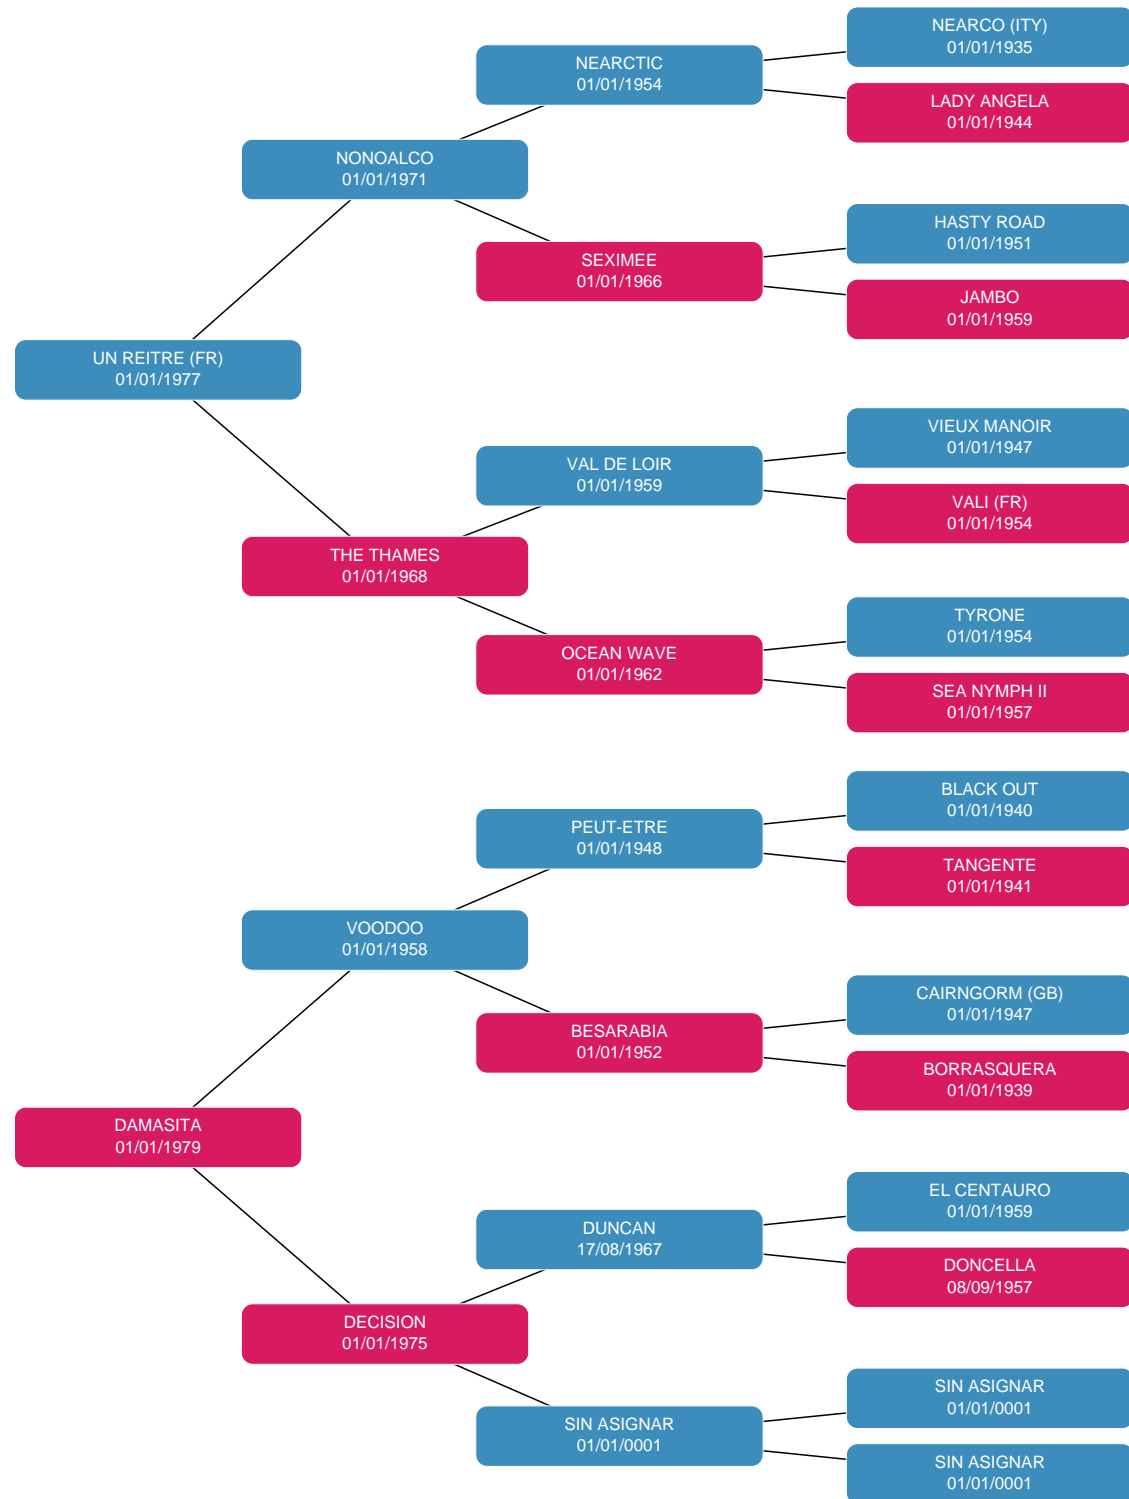 NEARCO (ITY)
01/01/1935
NEARCTIC
01/01/1954
LADY ANGELA
01/01/1944
NONOALCO
01/01/1971
HASTY ROAD
01/01/1951
SEXIMEE
01/01/1966
JAMBO
01/01/1959
UN REITRE (FR)
01/01/1977
VIEUX MANOIR
01/01/1947
VAL DE LOIR
01/01/1959
VALI (FR)
01/01/1954
THE THAMES
01/01/1968
TYRONE
01/01/1954
OCEAN WAVE
01/01/1962
SEA NYMPH II
01/01/1957
BLACK OUT
01/01/1940
PEUT-ETRE
01/01/1948
TANGENTE
01/01/1941
VOODOO
01/01/1958
CAIRNGORM (GB)
01/01/1947
BESARABIA
01/01/1952
BORRASQUERA
01/01/1939
DAMASITA
01/01/1979
EL CENTAURO
01/01/1959
DUNCAN
17/08/1967
DONCELLA
08/09/1957
DECISION
01/01/1975
SIN ASIGNAR
01/01/0001
SIN ASIGNAR
01/01/0001
SIN ASIGNAR
01/01/0001